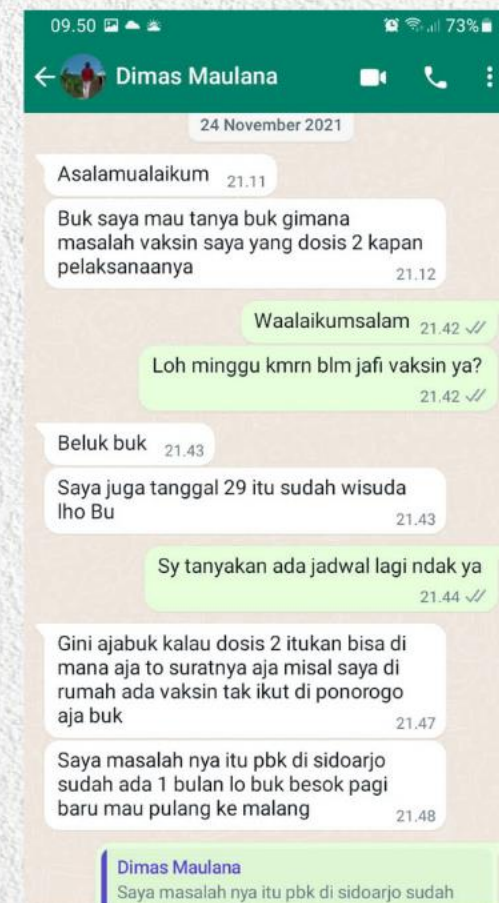 09.50 73%
Dimas Maulana
24 November 2021
Asalamualaikum 21.11
Buk saya mau tanya buk gimana
masalah vaksin saya yang dosis 2 kapan
pelaksanaanya
21.12
Waalaikumsalam 21.42
Loh minggu kmrn blm jafi vaksin ya?
21.42
Beluk buk 21.43
Saya juga tanggal 29 itu sudah wisuda
lho Bu
21.43
Sy tanyakan ada jadwal lagi ndak ya
21.44
Gini ajabuk kalau dosis 2 itukan bisa di
mana aja to suratnya aja misal saya di
rumah ada vaksin tak ikut di ponorogo
aja buk
21.47
Saya masalah nya itu pbk di sidoarjo
sudah ada 1 bulan lo buk besok pagi
baru mau pulang ke malang
21.48
Dimas Maulana
Saya masalah nya itu pbk di sidoarjo sudah